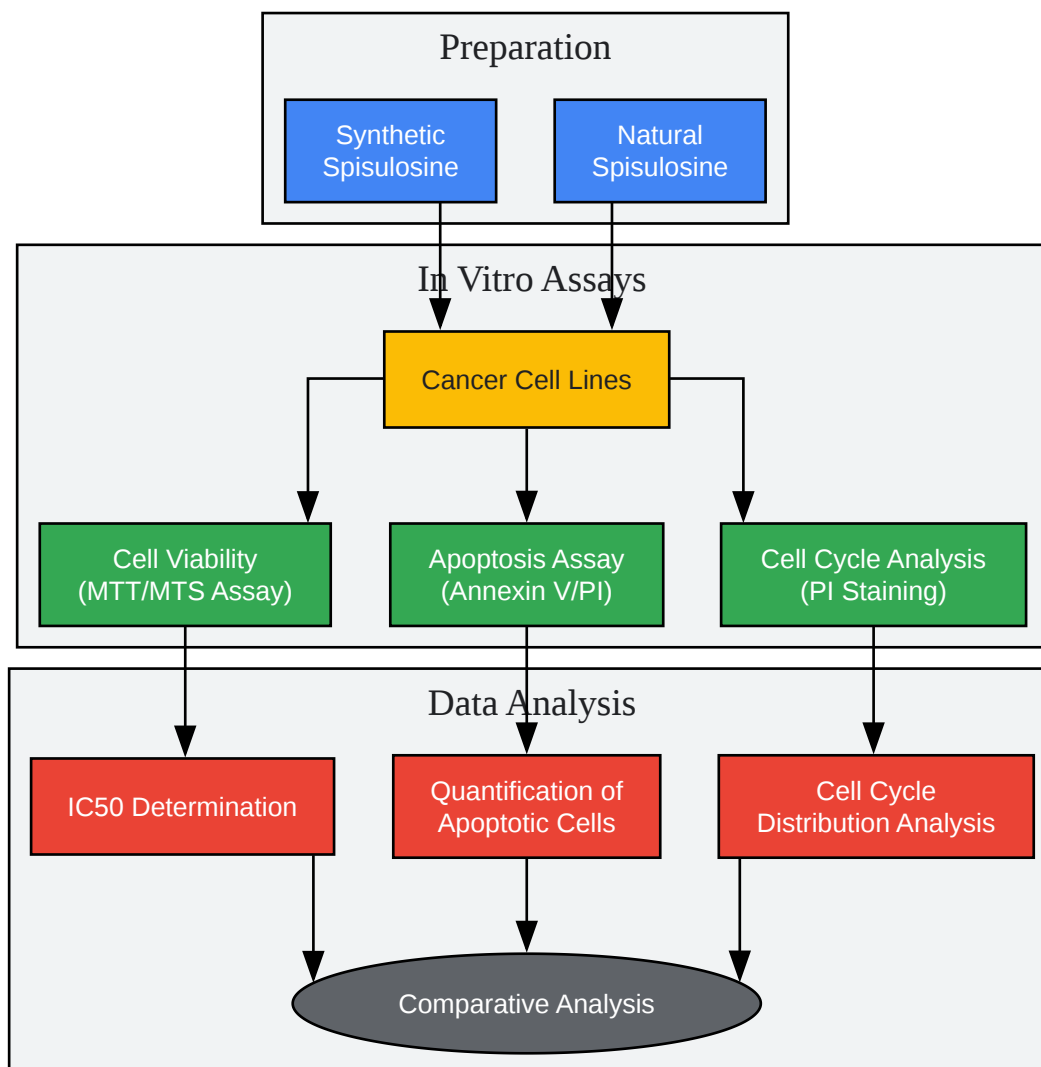 Preparation
Synthetic
Spisulosine
Natural
Spisulosine
In Vitro Assays
Cancer Cell Lines
Cell Viability
(MTT/MTS Assay)
Apoptosis Assay
(Annexin V/PI)
Cell Cycle Analysis
(PI Staining)
Data Analysis
IC50 Determination
Quantification of
Apoptotic Cells
Cell Cycle
Distribution Analysis
Comparative Analysis